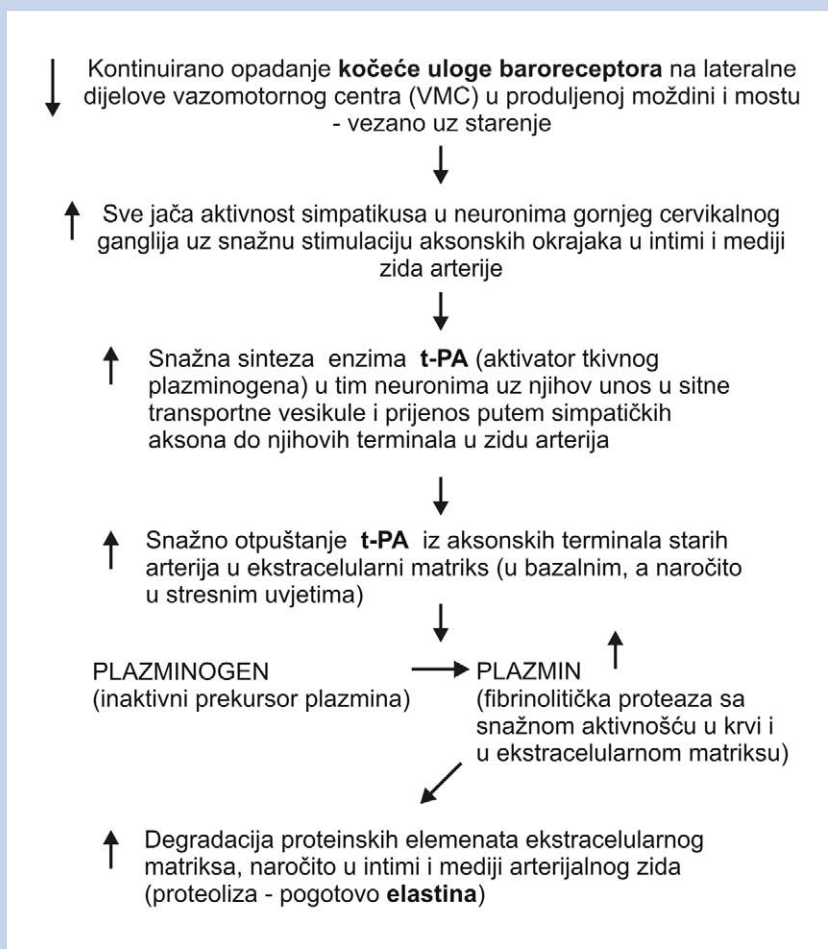 Kontinuirano opadanje kočeće uloge baroreceptora na lateralne
dijelove vazomotornog centra (VMC) u produljenoj moždini i mostu
- vezano uz starenje
Sve jača aktivnost simpatikusa u neuronima gornjeg cervikalnog
ganglija uz snažnu stimulaciju aksonskih okrajaka u intimi i mediji
zida arterije
Snažna sinteza enzima t-PA (aktivator tkivnog
plazminogena) u tim neuronima uz njihov unos u sitne
transportne vesikule i prijenos putem simpatičkih
aksona do njihovih terminala u zidu arterija
Snažno otpuštanje t-PA iz aksonskih terminala starih
arterija u ekstracelularni matriks (u bazalnim, a naročito
u stresnim uvjetima)
PLAZMINOGEN
(inaktivni prekursor plazmina)
PLAZMIN
(fibrinolitička proteaza sa
snažnom aktivnošću u krvi i
u ekstracelularnom matriksu)
Degradacija proteinskih elemenata ekstracelularnog
matriksa, naročito u intimi i mediji arterijalnog zida
(proteoliza - pogotovo elastina)